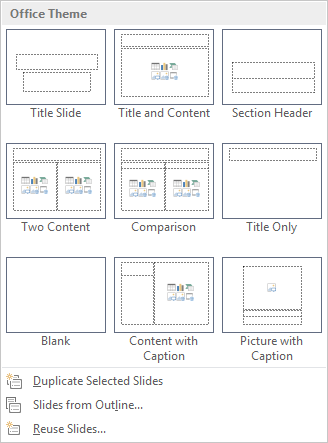 Office Theme
Title Slide
Title and Content
Section Header
Two Content
Comparison
Title Only
Blank
Content with
Caption
Picture with
Caption
Duplicate Selected Slides
Slides from Outline...
Reuse Slides...